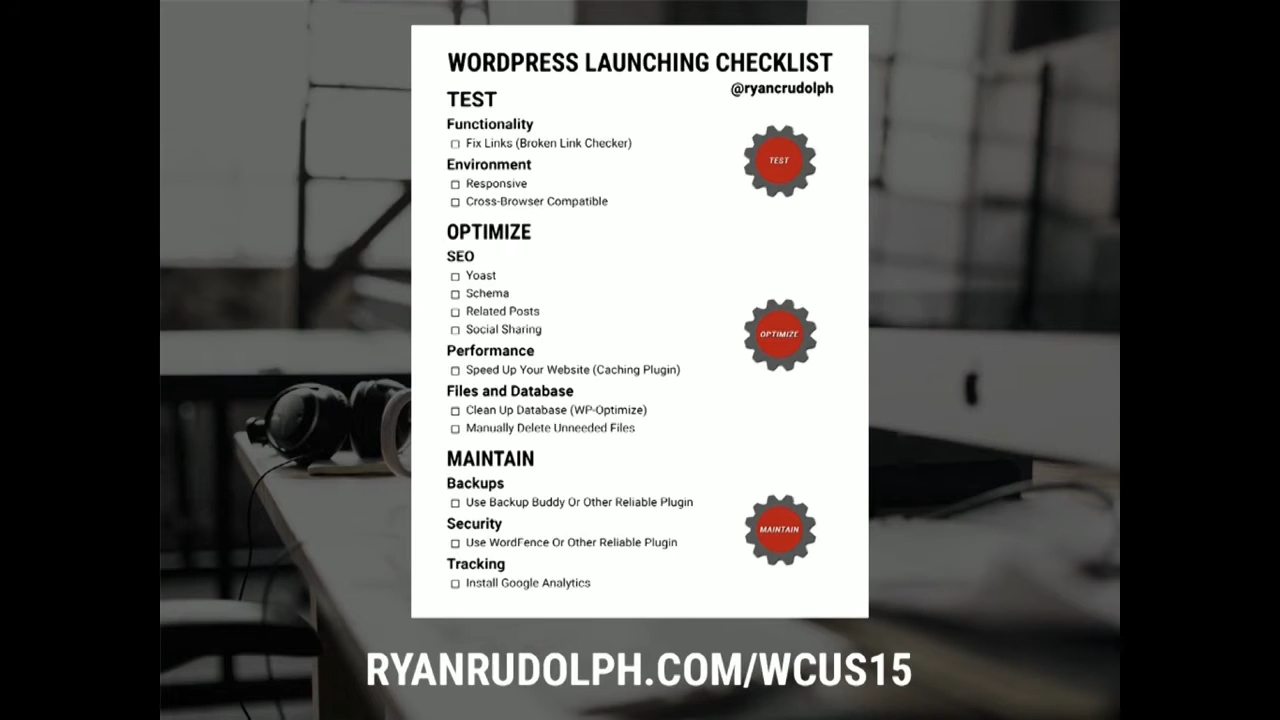 WORDPRESS LAUNCHING CHECKLIST
@ryancrudolph
TEST
Functionality
Fix Links (Broken Link Checker)
TEST
Environment
Responsive
Cross-Browser Compatible
OPTIMIZE
SEO
Yoast
Schema
Related Posts
Social Sharing
OPTIMIZE
Performance
Speed Up Your Website (Caching Plugin)
Files and Database
Clean Up Database (WP-Optimize)
Manually Delete Unneeded Files
MAINTAIN
Backups
Use Backup Buddy Or Other Reliable Plugin
Security
MAINTAIN
Use WordFence Or Other Reliable Plugin
Tracking
Install Google Analytics
RYANRUDOLPH.COM/WCUS15